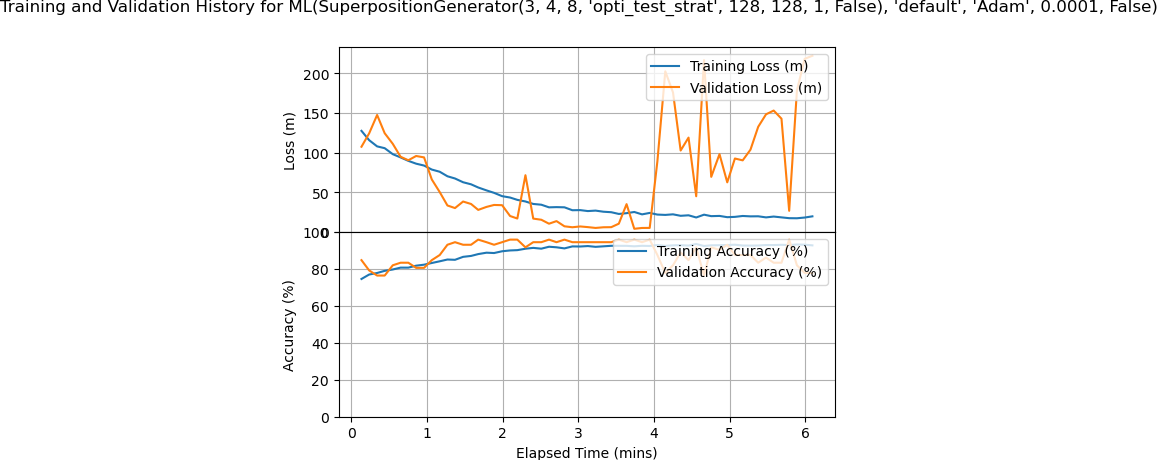 Training and Validation History for ML(SuperpositionGenerator(3, 4, 8, 'opti_test_strat', 128, 128, 1, False), 'default', 'Adam', 0.0001, False)
Training Loss (m)
Validation Loss (m)
200
150
100
50
0
Loss (m)
Training Accuracy (%)
Validation Accuracy (%)
100
80
60
40
20
0
Accuracy (%)
0 1 2 3 4 5 6
Elapsed Time (mins)